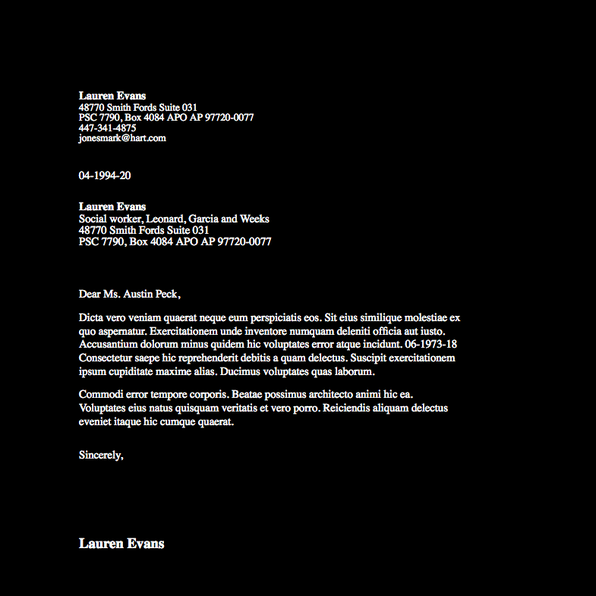 Lauren Evans
48770 Smith Fords Suite 031
PSC 7790, Box 4084 APO AP 97720-0077
447-341-4875
jonesmark@hart.com
04-1994-20
Lauren Evans
Social worker, Leonard, Garcia and Weeks
48770 Smith Fords Suite 031
PSC 7790, Box 4084 APO AP 97720-0077
Dear Ms. Austin Peck,
Dicta vero veniam quaerat neque eum perspiciatis eos. Sit eius similique molestiae ex
quo aspernatur. Exercitationem unde inventore numquam deleniti officia aut iusto.
Accusantium dolorum minus quidem hic voluptates error atque incidunt. 06-1973-18
Consectetur saepe hic reprehenderit debitis a quam delectus. Suscipit exercitationem
ipsum cupiditate maxime alias. Ducimus voluptates quas laborum.
Commodi error tempore corporis. Beatae possimus architecto animi hic ea.
Voluptates eius natus quisquam veritatis et vero porro. Reiciendis aliquam delectus
eveniet itaque hic cumque quaerat.
Sincerely,
Lauren Evans